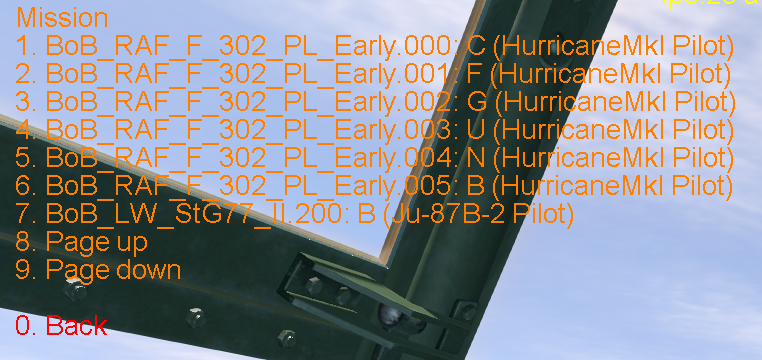 Mission
1. BoB_RAF_F_302_PL_Early.000: C (HurricaneMkI Pilot)
2. BoB_RAF_F_302_PL_Early.001: F (HurricaneMkI Pilot)
3. BoB_RAF_F_302_PL_Early.002: G (HurricaneMkI Pilot)
4. BoB_RAF_F_302_PL_Early.003: U (HurricaneMkI Pilot)
5. BoB_RAF_F_302_PL_Early.004: N (HurricaneMkI Pilot)
6. BoB_RAF_F_302_PL_Early.005: B (HurricaneMkI Pilot)
7. BoB_LW_StG77_II.200: B (Ju-87B-2 Pilot)
8. Page up
9. Page down
0. Back